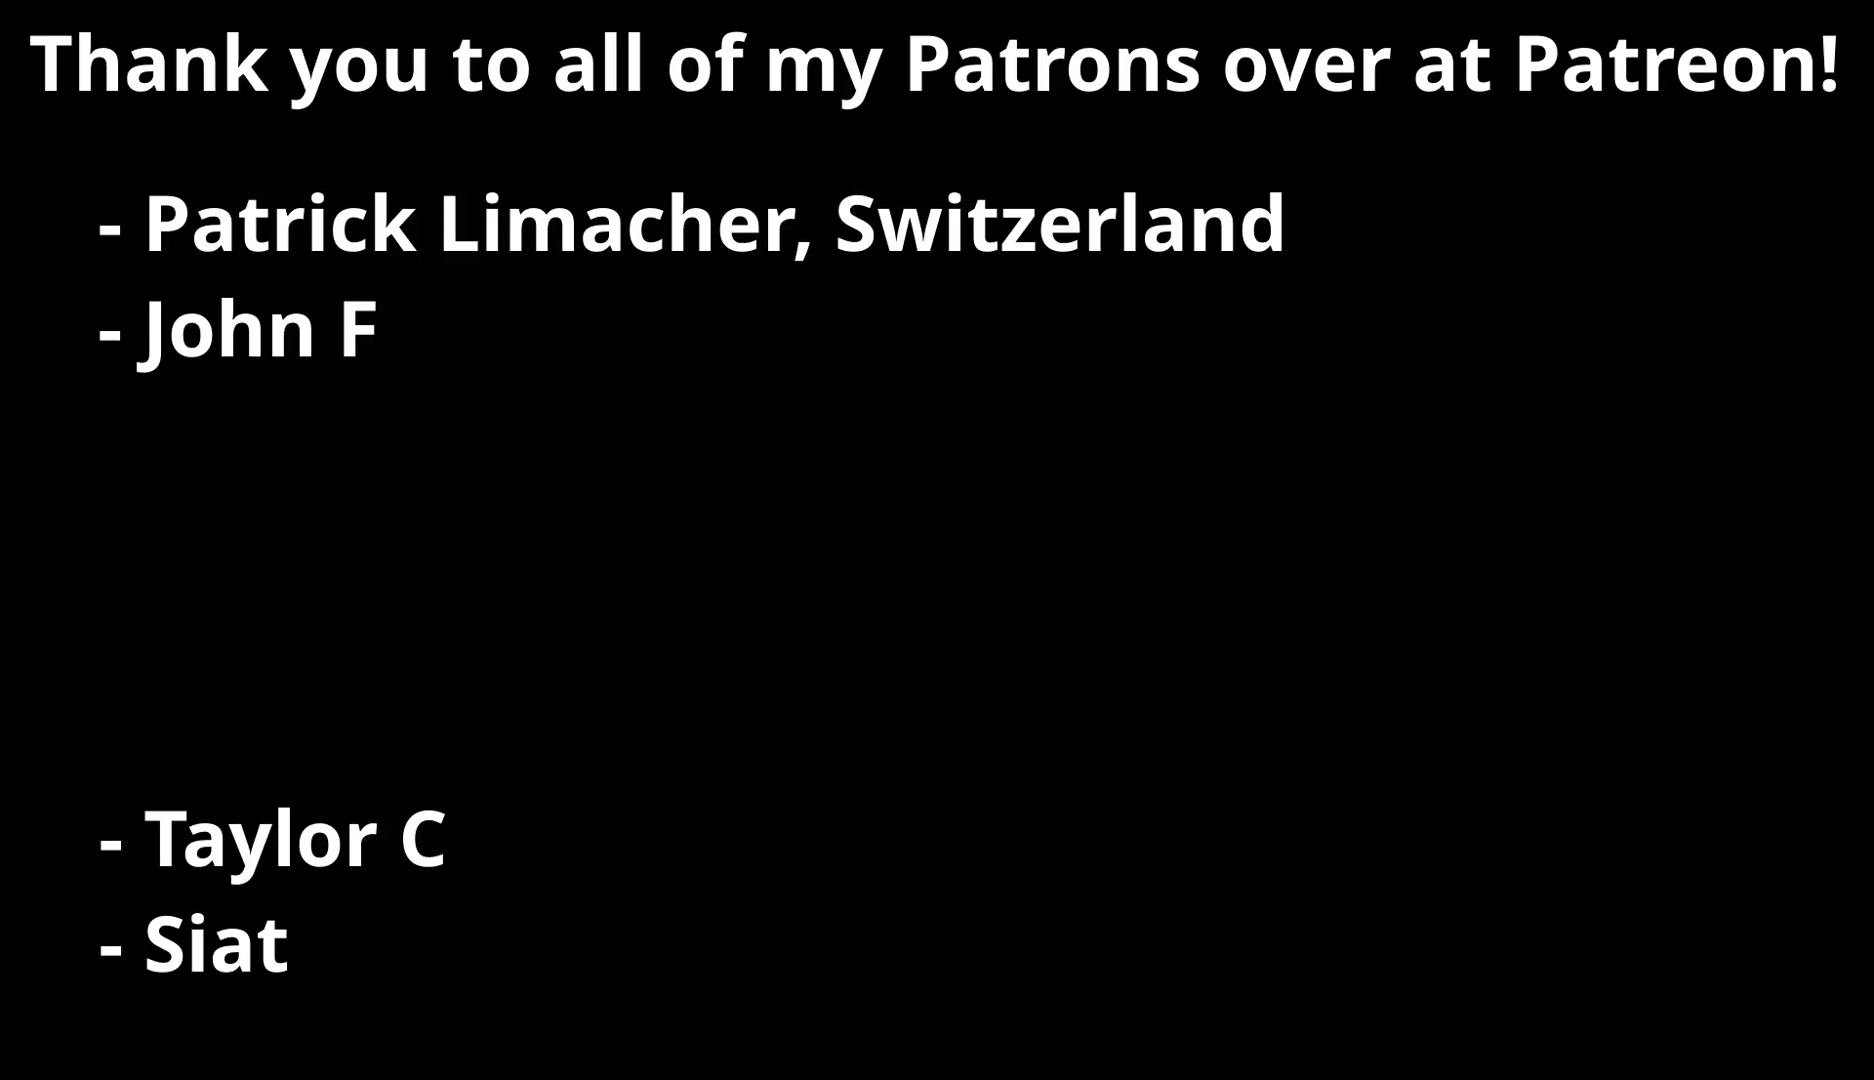 Thank you to all of my Patrons over at Patreon!
- Patrick Limacher, Switzerland
- John F
- Taylor C
- Siat